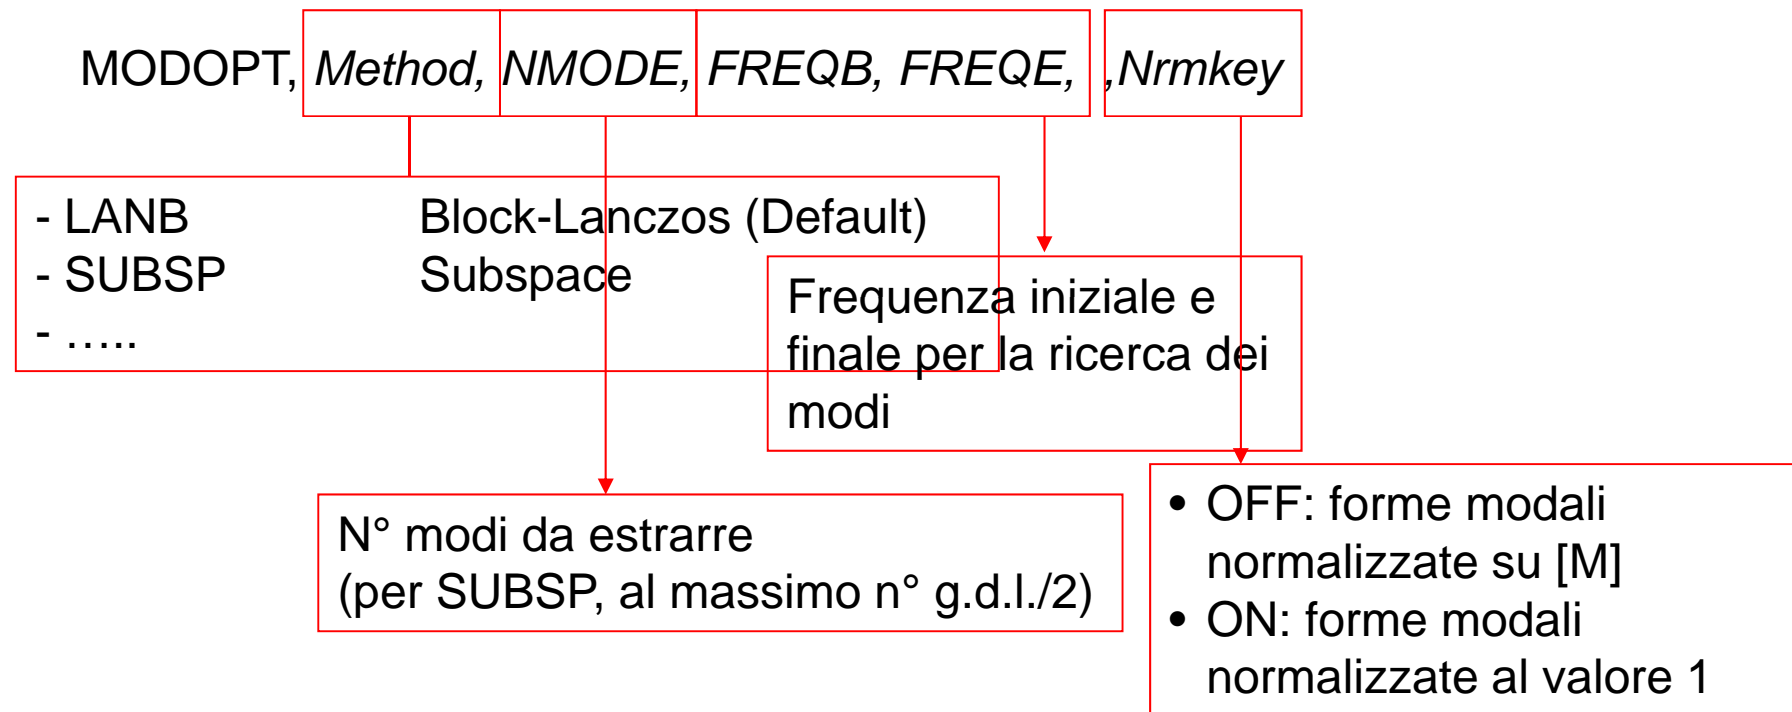 MODOPT, Method, NMODE, FREQB, FREQE, ,Nrmkey
- LANB Block-Lanczos (Default)
- SUBSP Subspace
- …..
Frequenza iniziale e
finale per la ricerca dei
modi
N° modi da estrarre
(per SUBSP, al massimo n° g.d.l./2)
• OFF: forme modali
normalizzate su [M]
• ON: forme modali
normalizzate al valore 1